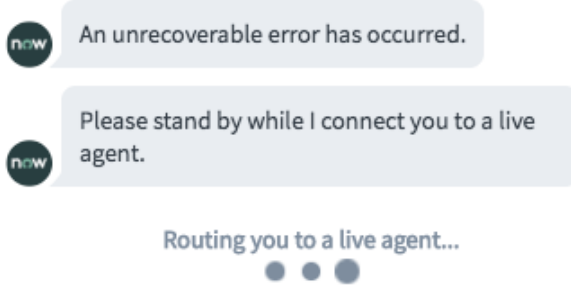 now
An unrecoverable error has occurred.
now
Please stand by while I connect you to a live
agent.
Routing you to a live agent...